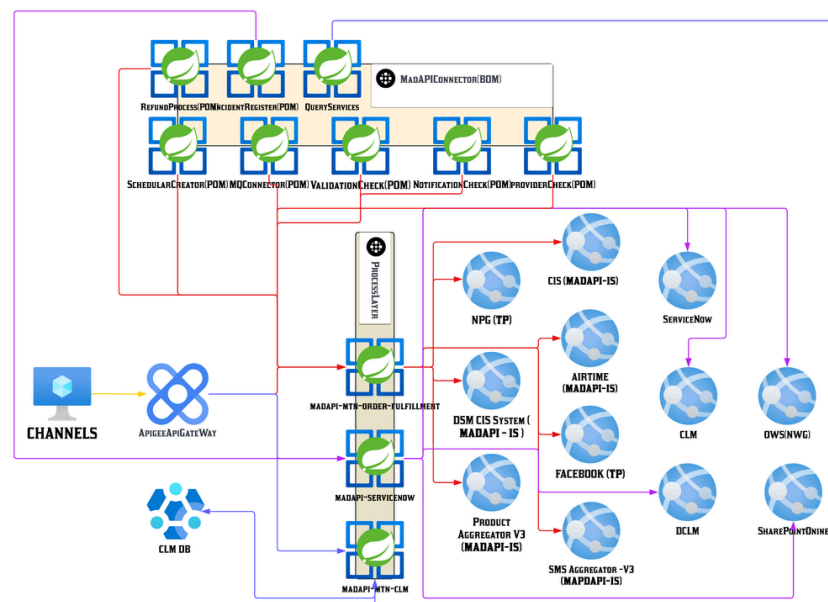 MadAPIConnector(BOM)
RefundProcess(POM)
IncidentRegister(POM)
QueryServices
SchedularCreator(POM)
MQConnector(POM)
ValidationCheck(POM)
NotificationCheck(POM)
providerCheck(POM)
ProcessLayer
CIS (MADAPI-IS)
NPG (TP)
ServiceNow
AIRTIME
(MADAPI-IS)
madapi-mtn-order-fulfillment
DSM CIS System (
MADAPI - IS )
CLM
OWS(NWG)
CHANNELS
ApigeeApiGateWay
FACEBOOK (TP)
madapi-servicenow
Product
Aggregator V3
(MADAPI-IS)
DCLM
SharePointOnine
CLM DB
SMS Aggregator -V3
(MAPDAPI-IS)
madapi-mtn-clm